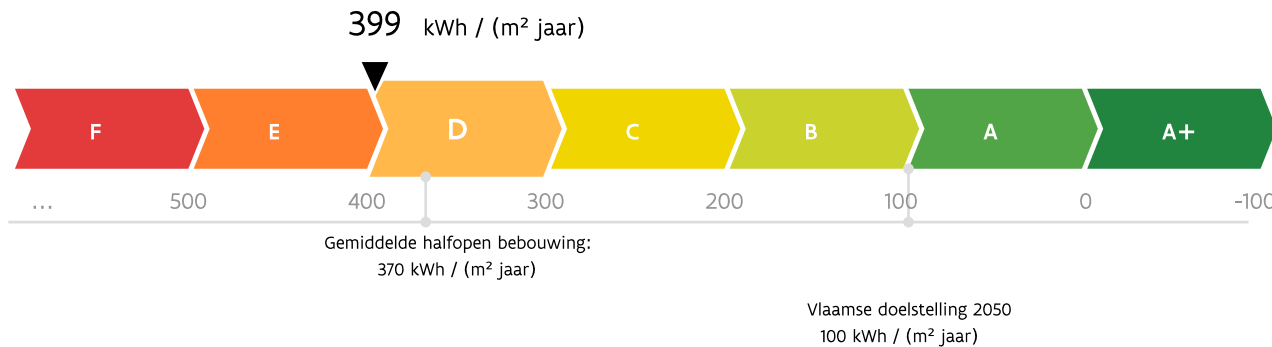 399 kWh / (m² jaar)
F E D C B A A+
... 500 400 300 200 100 0 -100
Gemiddelde halfopen bebouwing:
370 kWh / (m² jaar)
Vlaamse doelstelling 2050
100 kWh / (m² jaar)